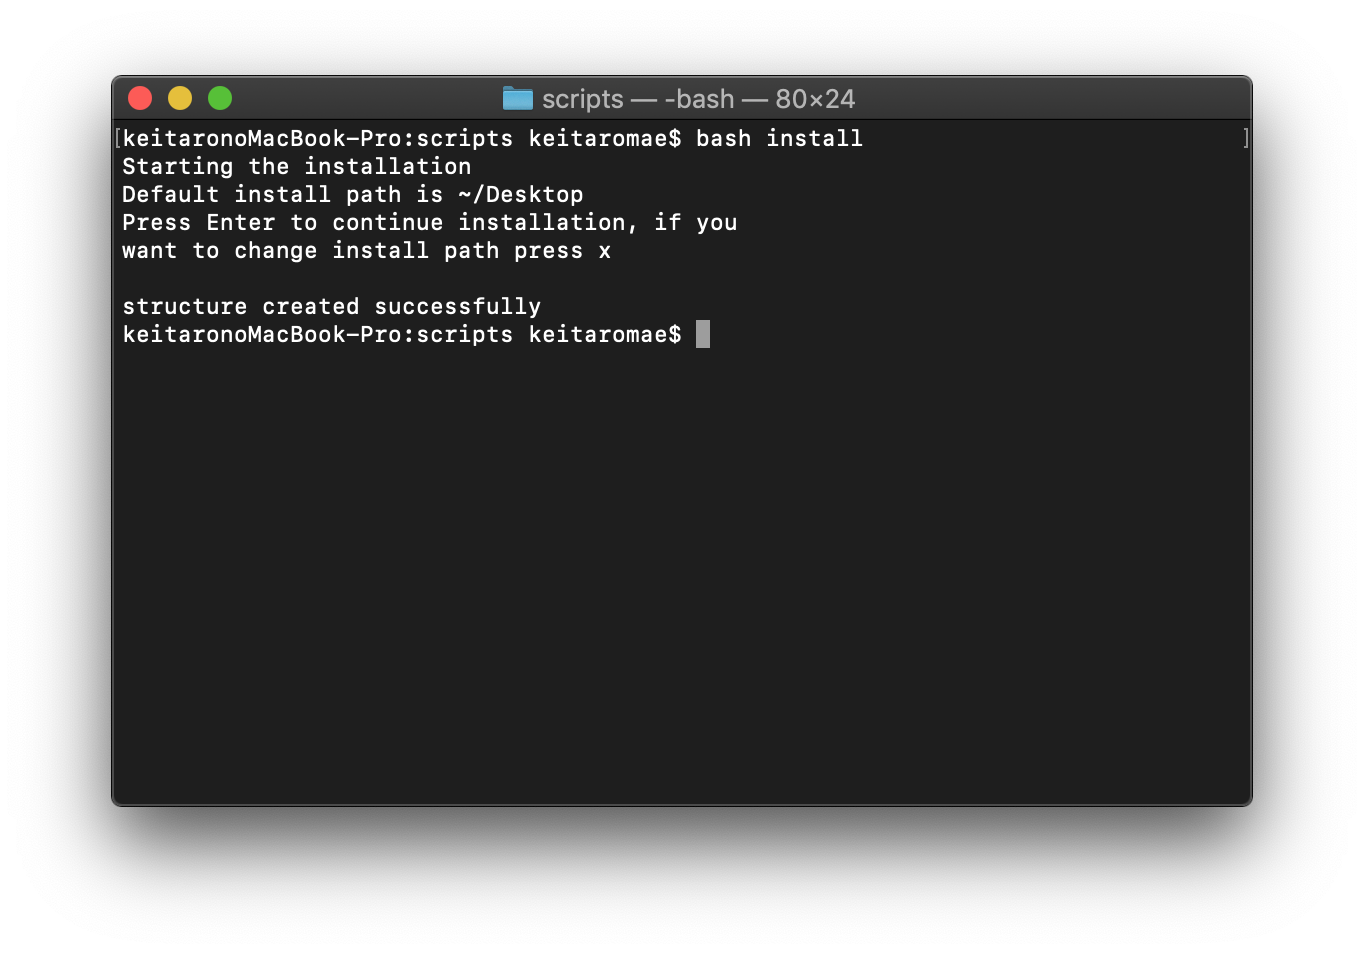 scripts — -bash — 80×24
[keitaronoMacBook-Pro:scripts keitaromae$ bash install ]
Starting the installation
Default install path is ~/Desktop
Press Enter to continue installation, if you
want to change install path press x
structure created successfully
keitaronoMacBook-Pro:scripts keitaromae$